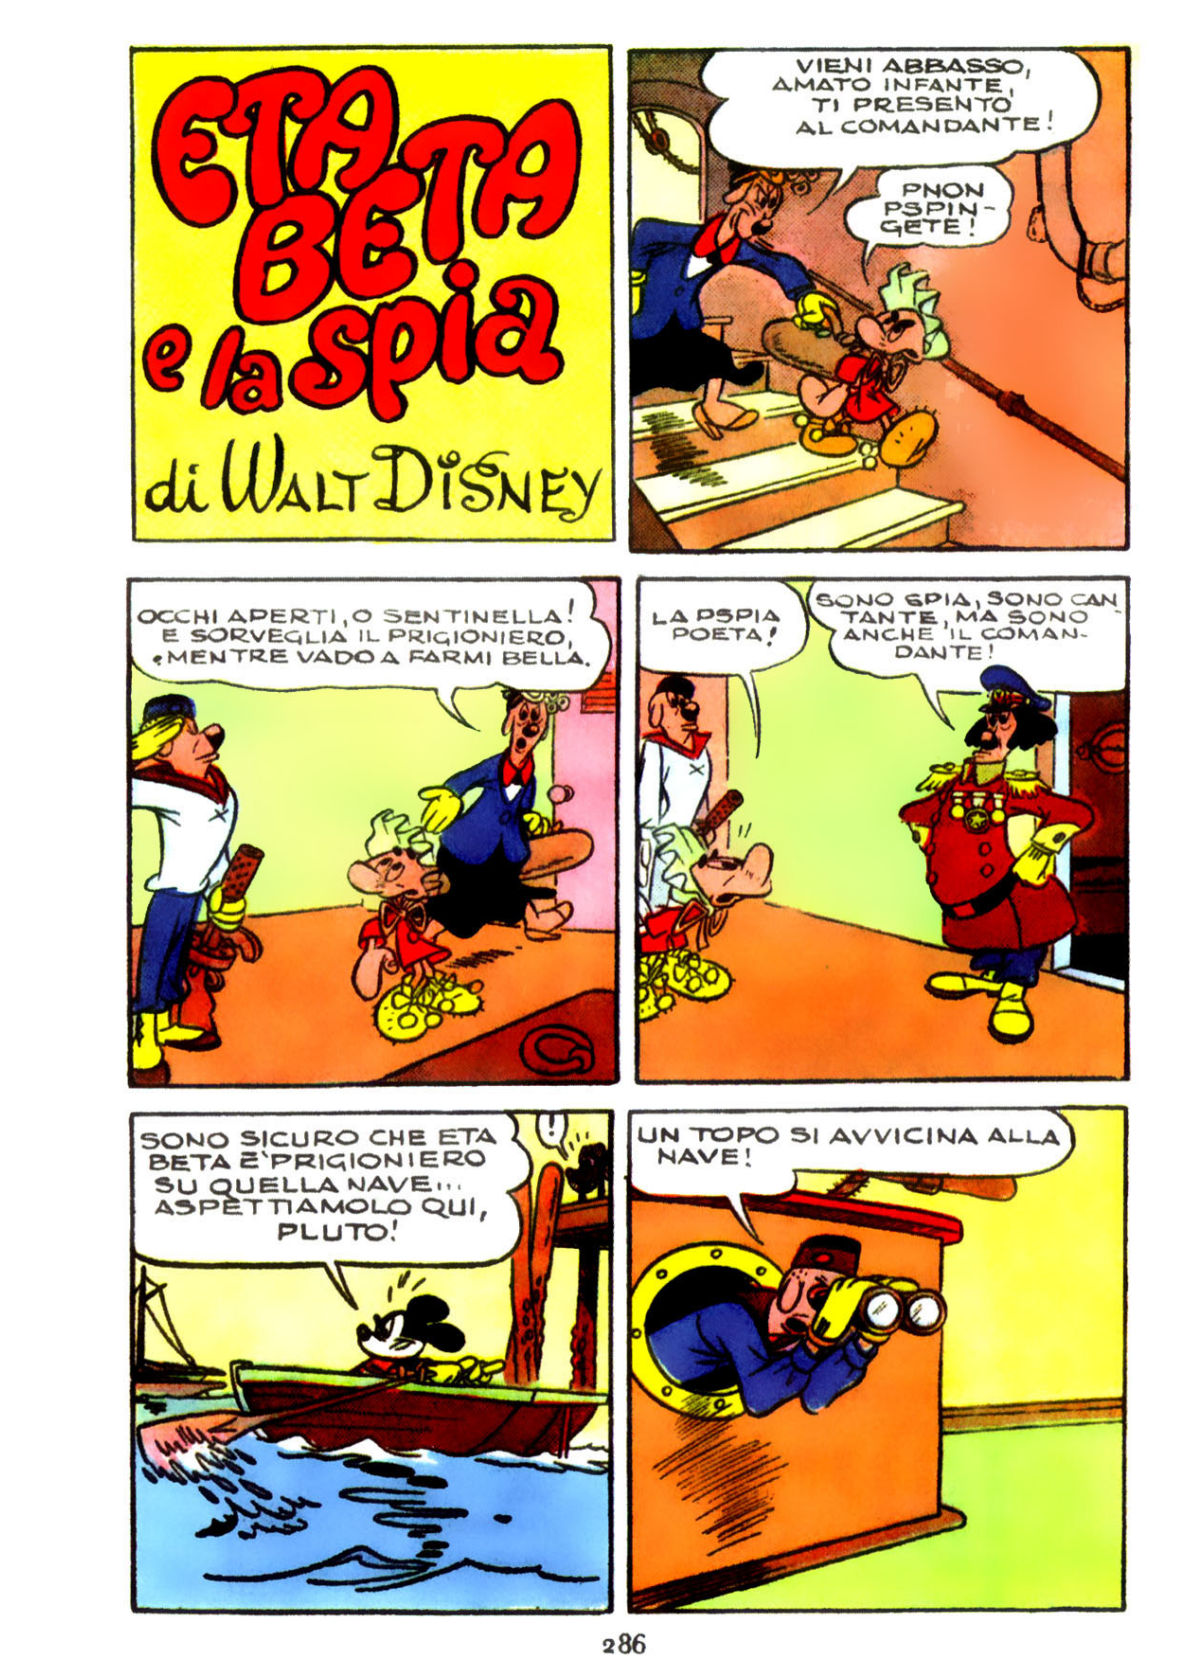 ETA
BETA
e la spia
di WALT DISNEY
VIENI ABBASSO,
AMATO INFANTE,
TI PRESENTO
AL COMANDANTE!
PNON
PSPIN-
GETE!
OCCHI APERTI, O SENTINELLA!
E SORVEGLIA IL PRIGIONIERO,
MENTRE VADO A FARMI BELLA.
LA PSPIA
POETA!
SONO SPIA, SONO CAN
TANTE, MA SONO
ANCHE IL COMAN-
DANTE!
SONO SICURO CHE ETA
BETA È PRIGIONIERO
SU QUELLA NAVE...
ASPETTIAMOLO QUI,
PLUTO!
!
UN TOPO SI AVVICINA ALLA
NAVE!
286